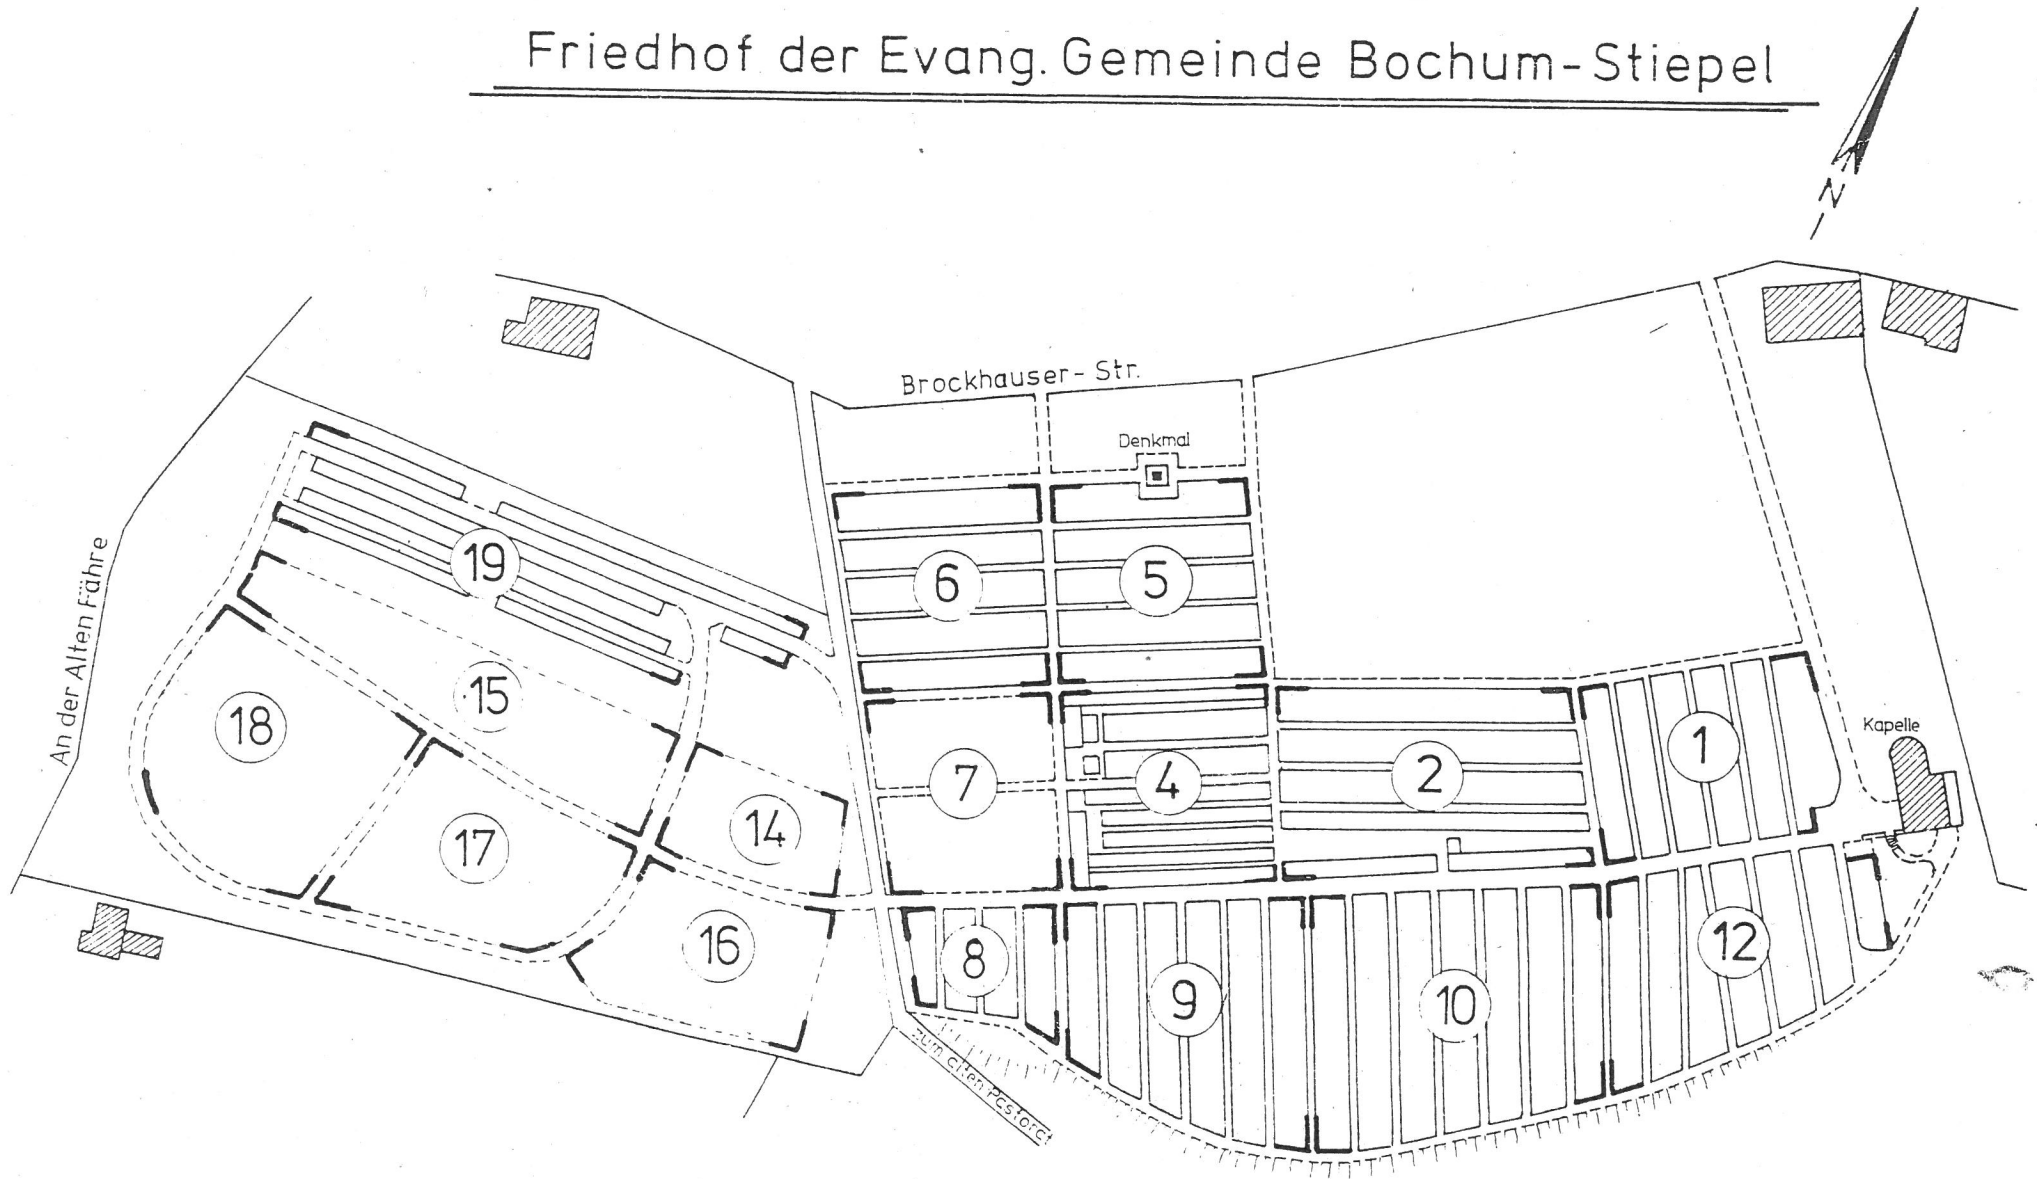 Friedhof der Evang. Gemeinde Bochum-Stiepel
N
Brockhauser-Str.
Denkmal
An der Alten Fähre
19
6
5
15
18
7
4
2
1
Kapelle
14
17
16
8
9
10
12
zum alten Pastorat